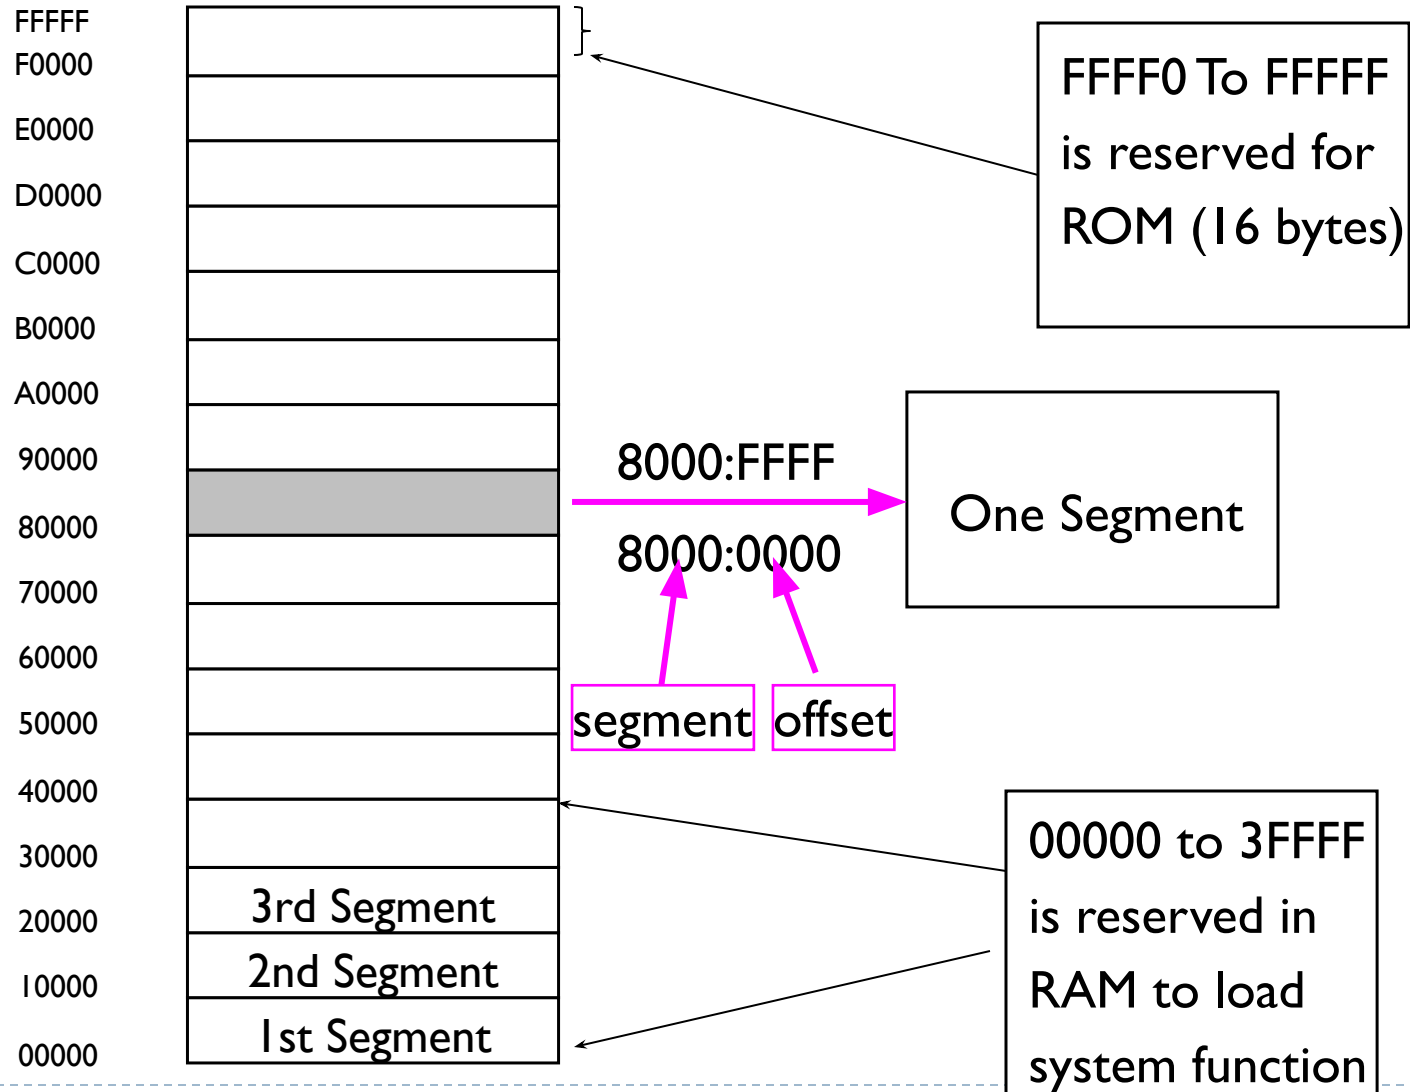 FFFFF
F0000
E0000
D0000
C0000
B0000
A0000
90000
80000
70000
60000
50000
40000
30000
20000
10000
00000
3rd Segment
2nd Segment
1st Segment
FFFF0 To FFFFF
is reserved for
ROM (16 bytes)
8000:FFFF
8000:0000
One Segment
segment
offset
00000 to 3FFFF
is reserved in
RAM to load
system function